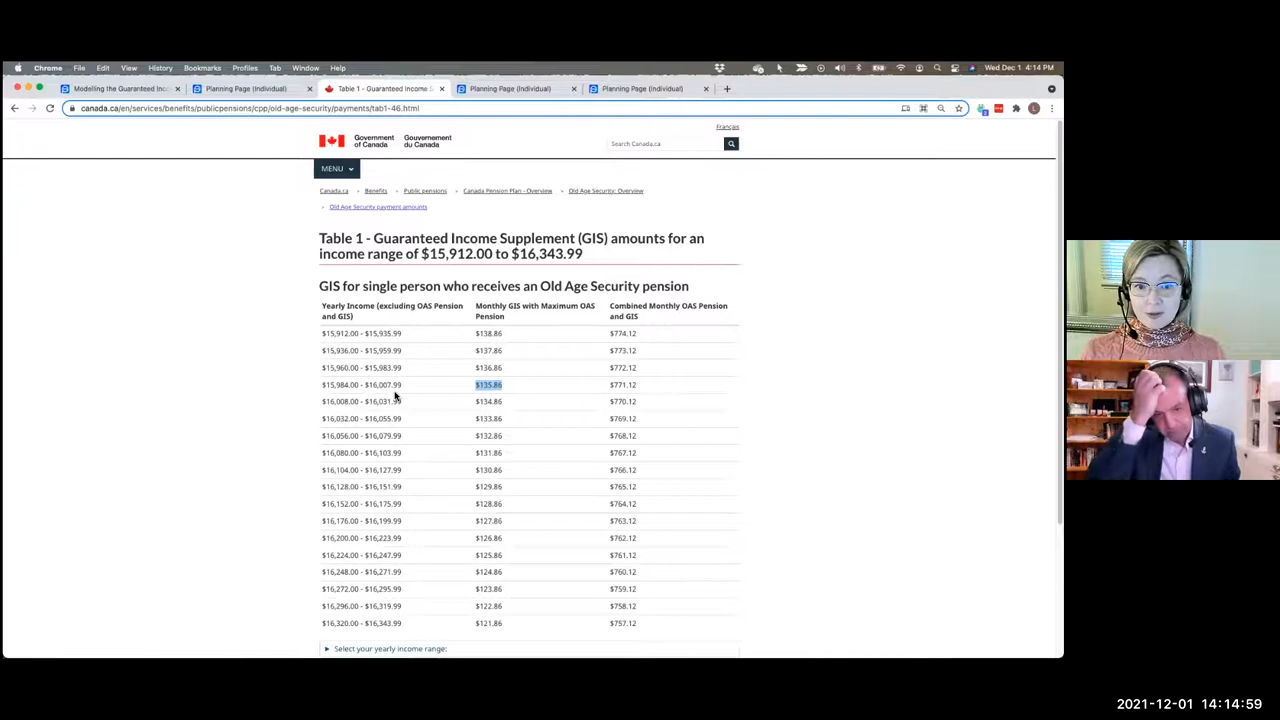 Chrome File Edit View History Bookmarks Profiles Tab Window Help Wed Dec 1 4:14 PM
Modelling the Guaranteed Inc Planning Page (Individual) Table 1 - Guaranteed Income S Planning Page (Individual) Planning Page (Individual)
canada.ca/en/services/benefits/publicpensions/cpp/old-age-security/payments/tab1-46.html
Français
Government of Canada
Gouvernement du Canada
Search Canada.ca
MENU
Canada.ca Benefits Public pensions Canada Pension Plan - Overview Old Age Security: Overview
Old Age Security payment amounts
Table 1 - Guaranteed Income Supplement (GIS) amounts for an
income range of $15,912.00 to $16,343.99
GIS for single person who receives an Old Age Security pension
Yearly Income (excluding OAS Pension and GIS) Monthly GIS with Maximum OAS Pension Combined Monthly OAS Pension and GIS
$15,912.00 - $15,935.99 $138.86 $774.12
$15,936.00 - $15,959.99 $137.86 $773.12
$15,960.00 - $15,983.99 $136.86 $772.12
$15,984.00 - $16,007.99 $135.86 $771.12
$16,008.00 - $16,031.99 $134.86 $770.12
$16,032.00 - $16,055.99 $133.86 $769.12
$16,056.00 - $16,079.99 $132.86 $768.12
$16,080.00 - $16,103.99 $131.86 $767.12
$16,104.00 - $16,127.99 $130.86 $766.12
$16,128.00 - $16,151.99 $129.86 $765.12
$16,152.00 - $16,175.99 $128.86 $764.12
$16,176.00 - $16,199.99 $127.86 $763.12
$16,200.00 - $16,223.99 $126.86 $762.12
$16,224.00 - $16,247.99 $125.86 $761.12
$16,248.00 - $16,271.99 $124.86 $760.12
$16,272.00 - $16,295.99 $123.86 $759.12
$16,296.00 - $16,319.99 $122.86 $758.12
$16,320.00 - $16,343.99 $121.86 $757.12
Select your yearly income range:
2021-12-01 14:14:59